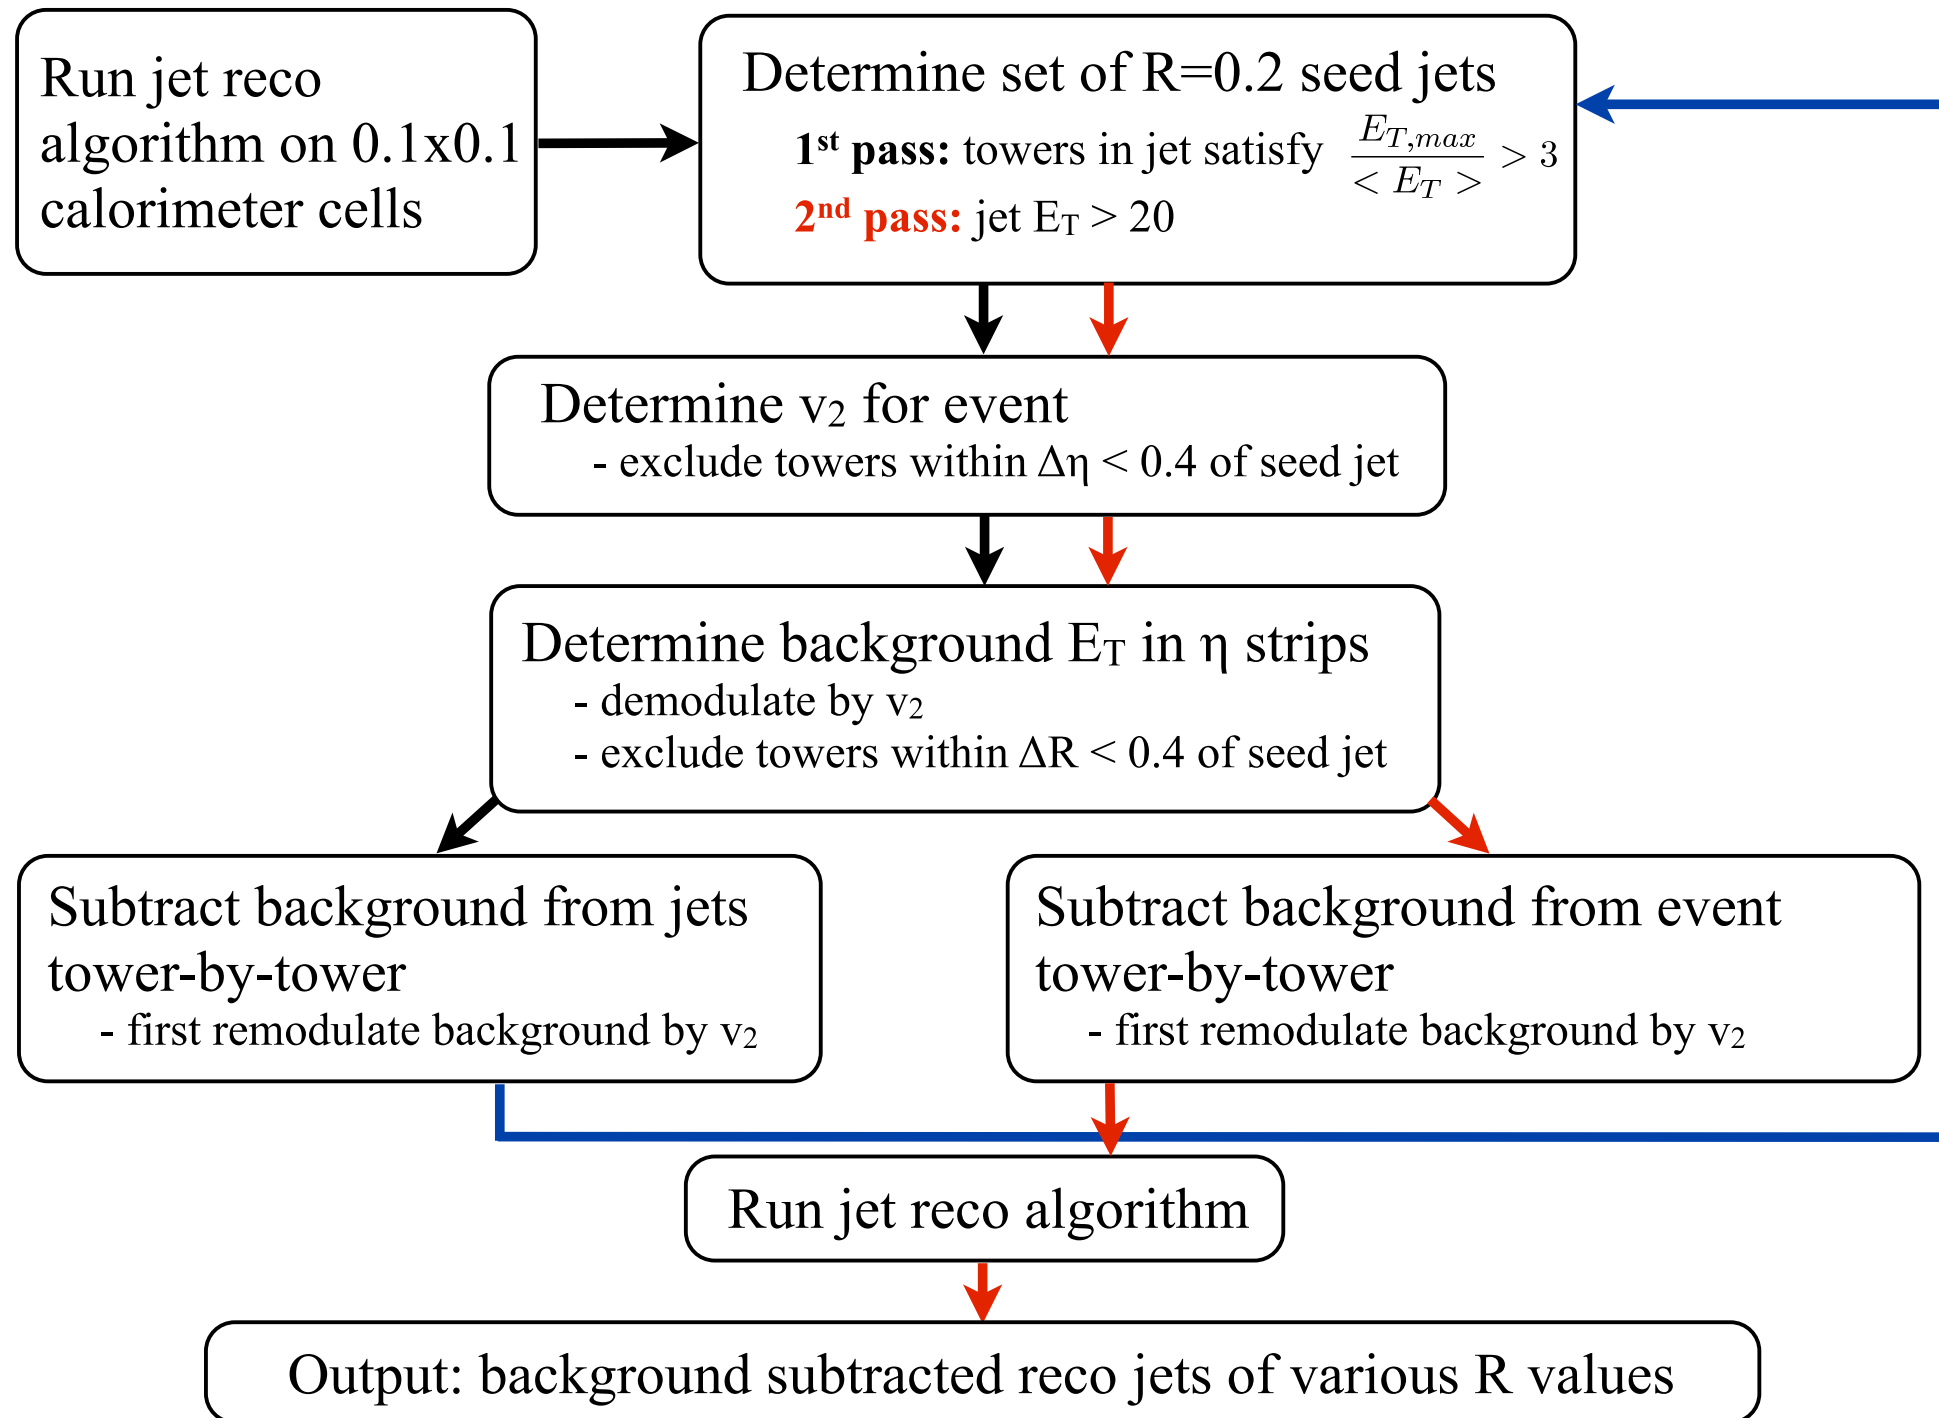 Run jet reco
algorithm on 0.1x0.1
calorimeter cells
Determine set of R=0.2 seed jets
1st pass: towers in jet satisfy E_{T,max} / < E_T > > 3
2nd pass: jet E_T > 20
Determine v₂ for event
- exclude towers within Δη < 0.4 of seed jet
Determine background E_T in η strips
- demodulate by v₂
- exclude towers within ΔR < 0.4 of seed jet
Subtract background from jets
tower-by-tower
- first remodulate background by v₂
Subtract background from event
tower-by-tower
- first remodulate background by v₂
Run jet reco algorithm
Output: background subtracted reco jets of various R values